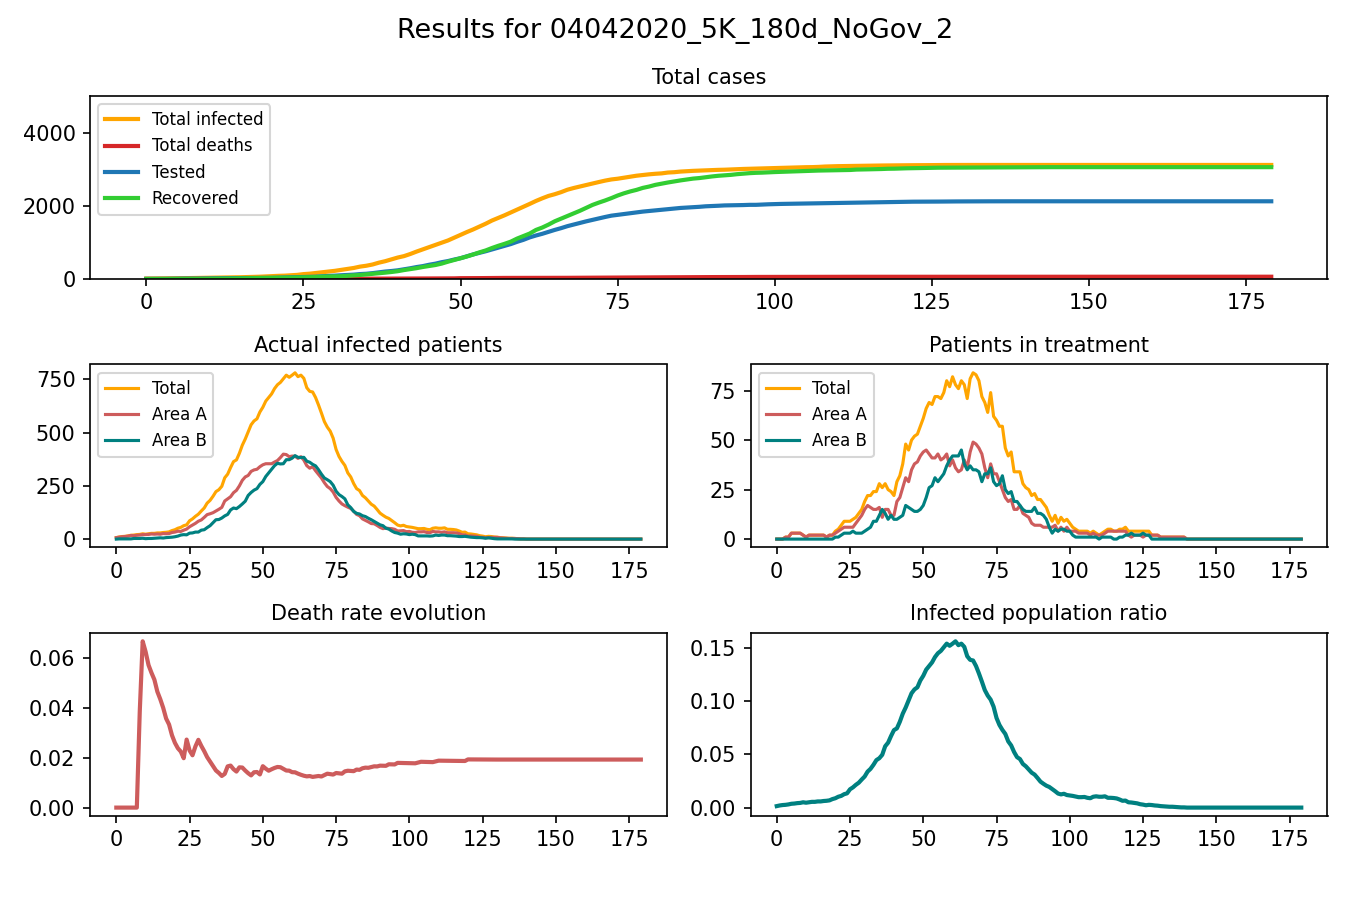 Results for 04042020_5K_180d_NoGov_2
Total cases
4000
2000
0
Total infected
Total deaths
Tested
Recovered
0 25 50 75 100 125 150 175
Actual infected patients
750
500
250
0
Total
Area A
Area B
0 25 50 75 100 125 150 175
Patients in treatment
75
50
25
0
Total
Area A
Area B
0 25 50 75 100 125 150 175
Death rate evolution
0.06
0.04
0.02
0.00
0 25 50 75 100 125 150 175
Infected population ratio
0.15
0.10
0.05
0.00
0 25 50 75 100 125 150 175